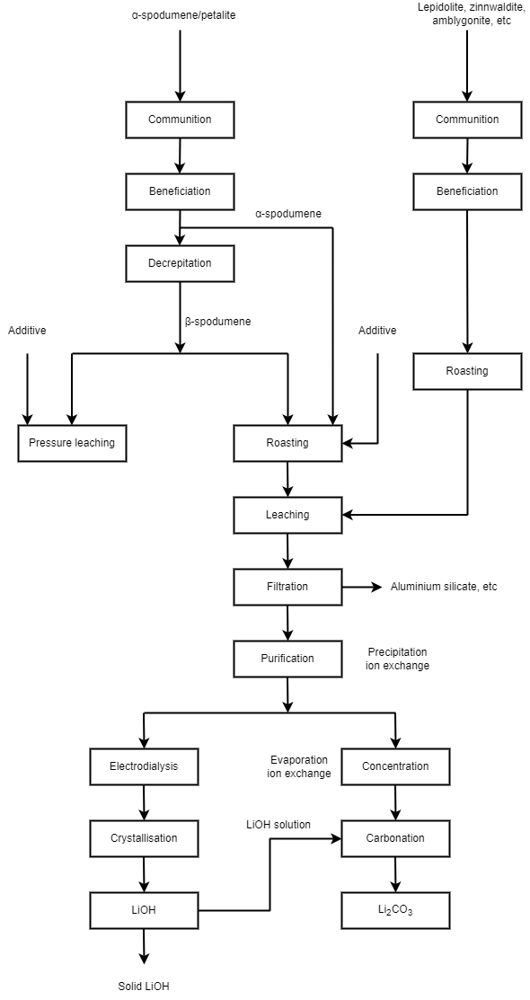 α-spodumene/petalite
Lepidolite, zinnwaldite,
amblygonite, etc
Communition
Communition
Beneficiation
Beneficiation
α-spodumene
Decrepitation
β-spodumene
Additive
Additive
Roasting
Pressure leaching
Roasting
Leaching
Filtration
Aluminium silicate, etc
Purification
Precipitation
ion exchange
Electrodialysis
Evaporation
ion exchange
Concentration
Crystallisation
LiOH solution
Carbonation
LiOH
Li₂CO₃
Solid LiOH